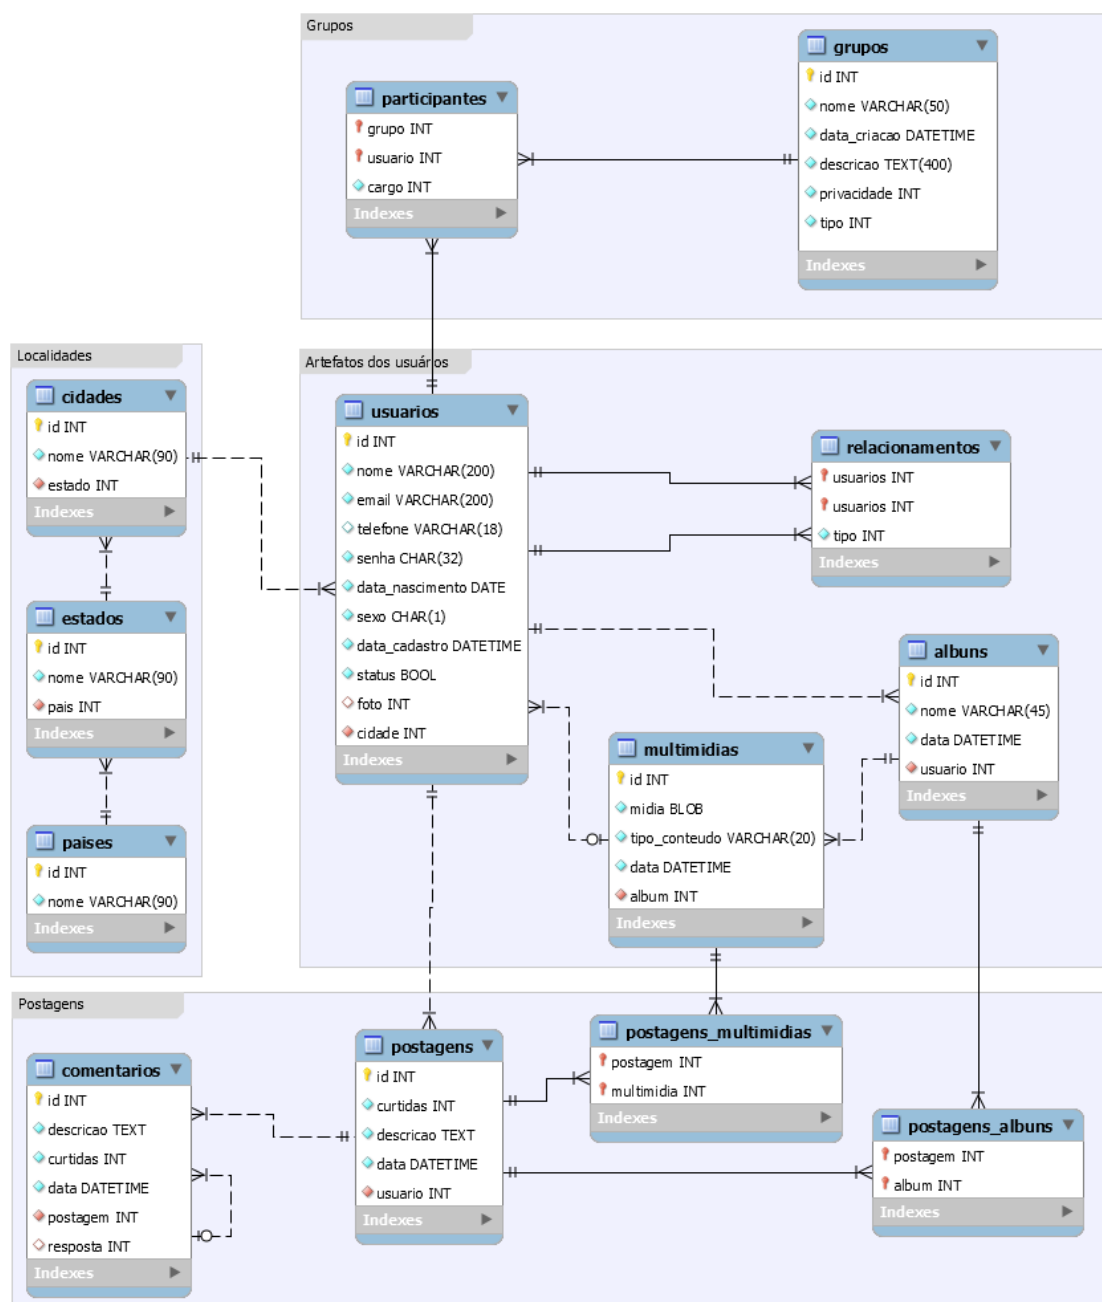 Grupos
grupos
id INT
nome VARCHAR(50)
data_criacao DATETIME
descricao TEXT(400)
privacidade INT
tipo INT
Indexes
participantes
grupo INT
usuario INT
cargo INT
Indexes
Localidades
cidades
id INT
nome VARCHAR(90)
estado INT
Indexes
estados
id INT
nome VARCHAR(90)
pais INT
Indexes
paises
id INT
nome VARCHAR(90)
Indexes
Artefatos dos usuários
usuarios
id INT
nome VARCHAR(200)
email VARCHAR(200)
telefone VARCHAR(18)
senha CHAR(32)
data_nascimento DATE
sexo CHAR(1)
data_cadastro DATETIME
status BOOL
foto INT
cidade INT
Indexes
relacionamentos
usuarios INT
usuarios INT
tipo INT
Indexes
albuns
id INT
nome VARCHAR(45)
data DATETIME
usuario INT
Indexes
multimidias
id INT
midia BLOB
tipo_conteudo VARCHAR(20)
data DATETIME
album INT
Indexes
Postagens
comentarios
id INT
descricao TEXT
curtidas INT
data DATETIME
postagem INT
resposta INT
Indexes
postagens
id INT
curtidas INT
descricao TEXT
data DATETIME
usuario INT
Indexes
postagens_multimidias
postagem INT
multimidia INT
Indexes
postagens_albuns
postagem INT
album INT
Indexes